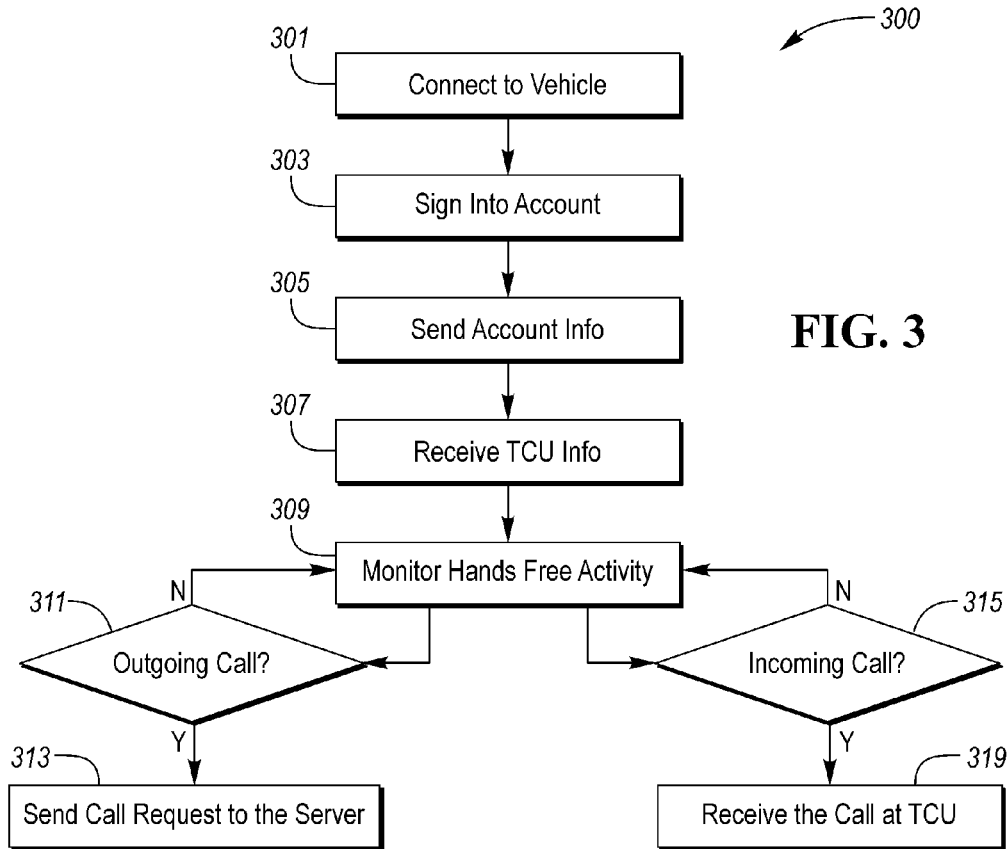 300
301
Connect to Vehicle
303
Sign Into Account
305
Send Account Info
FIG. 3
307
Receive TCU Info
309
Monitor Hands Free Activity
N
N
311
315
Outgoing Call?
Incoming Call?
Y
Y
313
319
Send Call Request to the Server
Receive the Call at TCU